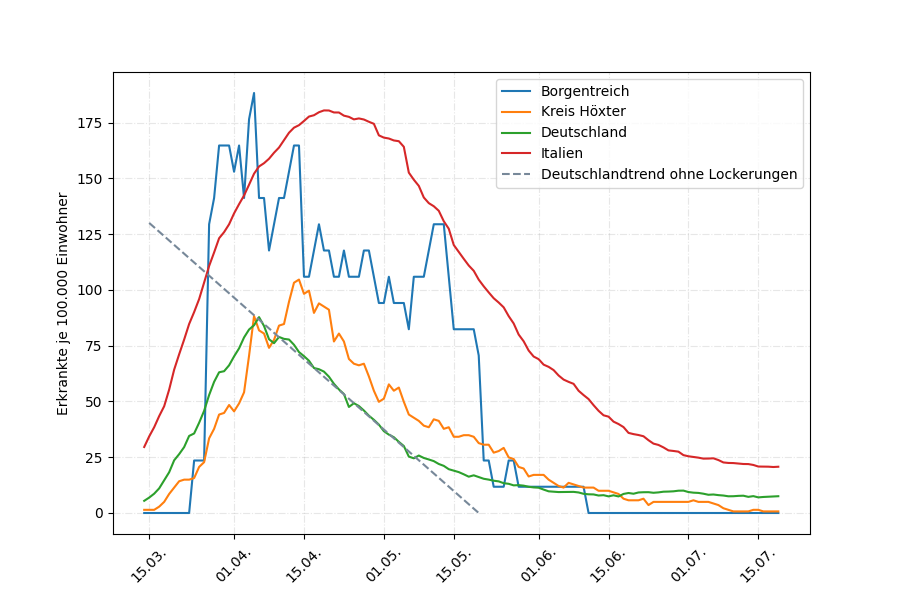 Borgentreich
Kreis Höxter
Deutschland
Italien
Deutschlandtrend ohne Lockerungen
Erkrankte je 100.000 Einwohner
175
150
125
100
75
50
25
0
15.03.
01.04.
15.04.
01.05.
15.05.
01.06.
15.06.
01.07.
15.07.